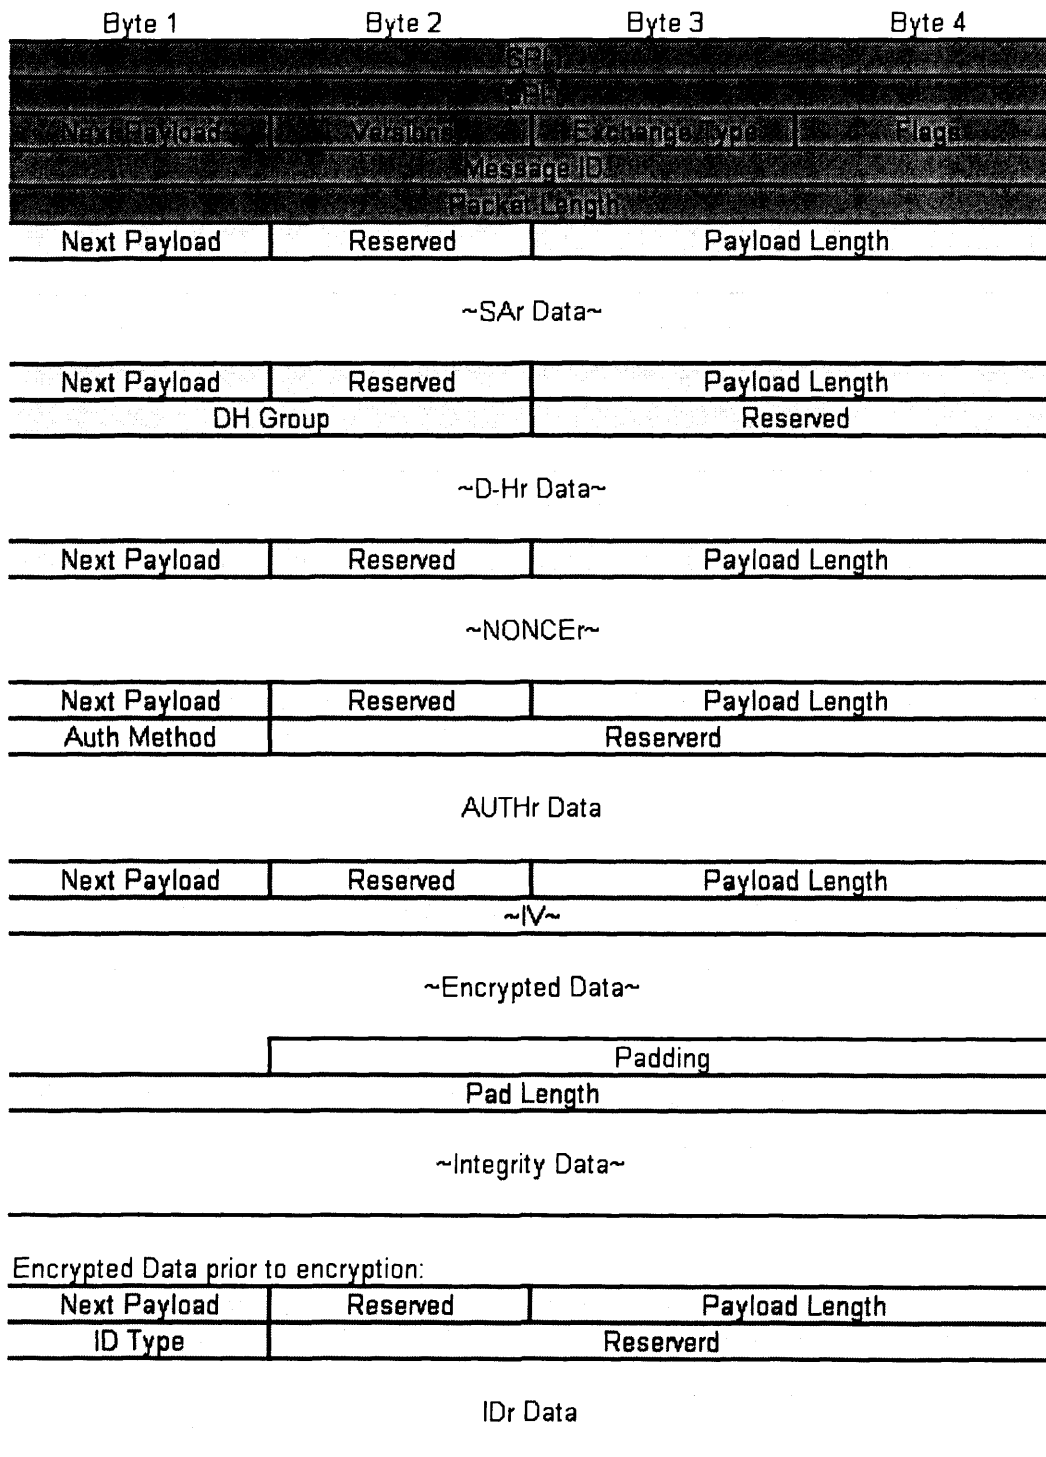 Byte 1 Byte 2 Byte 3 Byte 4
Next Payload Versions Exchange Type Flags
Message ID
Packet Length
Next Payload Reserved Payload Length
~SAr Data~
Next Payload Reserved Payload Length
DH Group Reserved
~D-Hr Data~
Next Payload Reserved Payload Length
~NONCEr~
Next Payload Reserved Payload Length
Auth Method Reserverd
AUTHr Data
Next Payload Reserved Payload Length
~IV~
~Encrypted Data~
Padding
Pad Length
~Integrity Data~
Encrypted Data prior to encryption:
Next Payload Reserved Payload Length
ID Type Reserverd
IDr Data